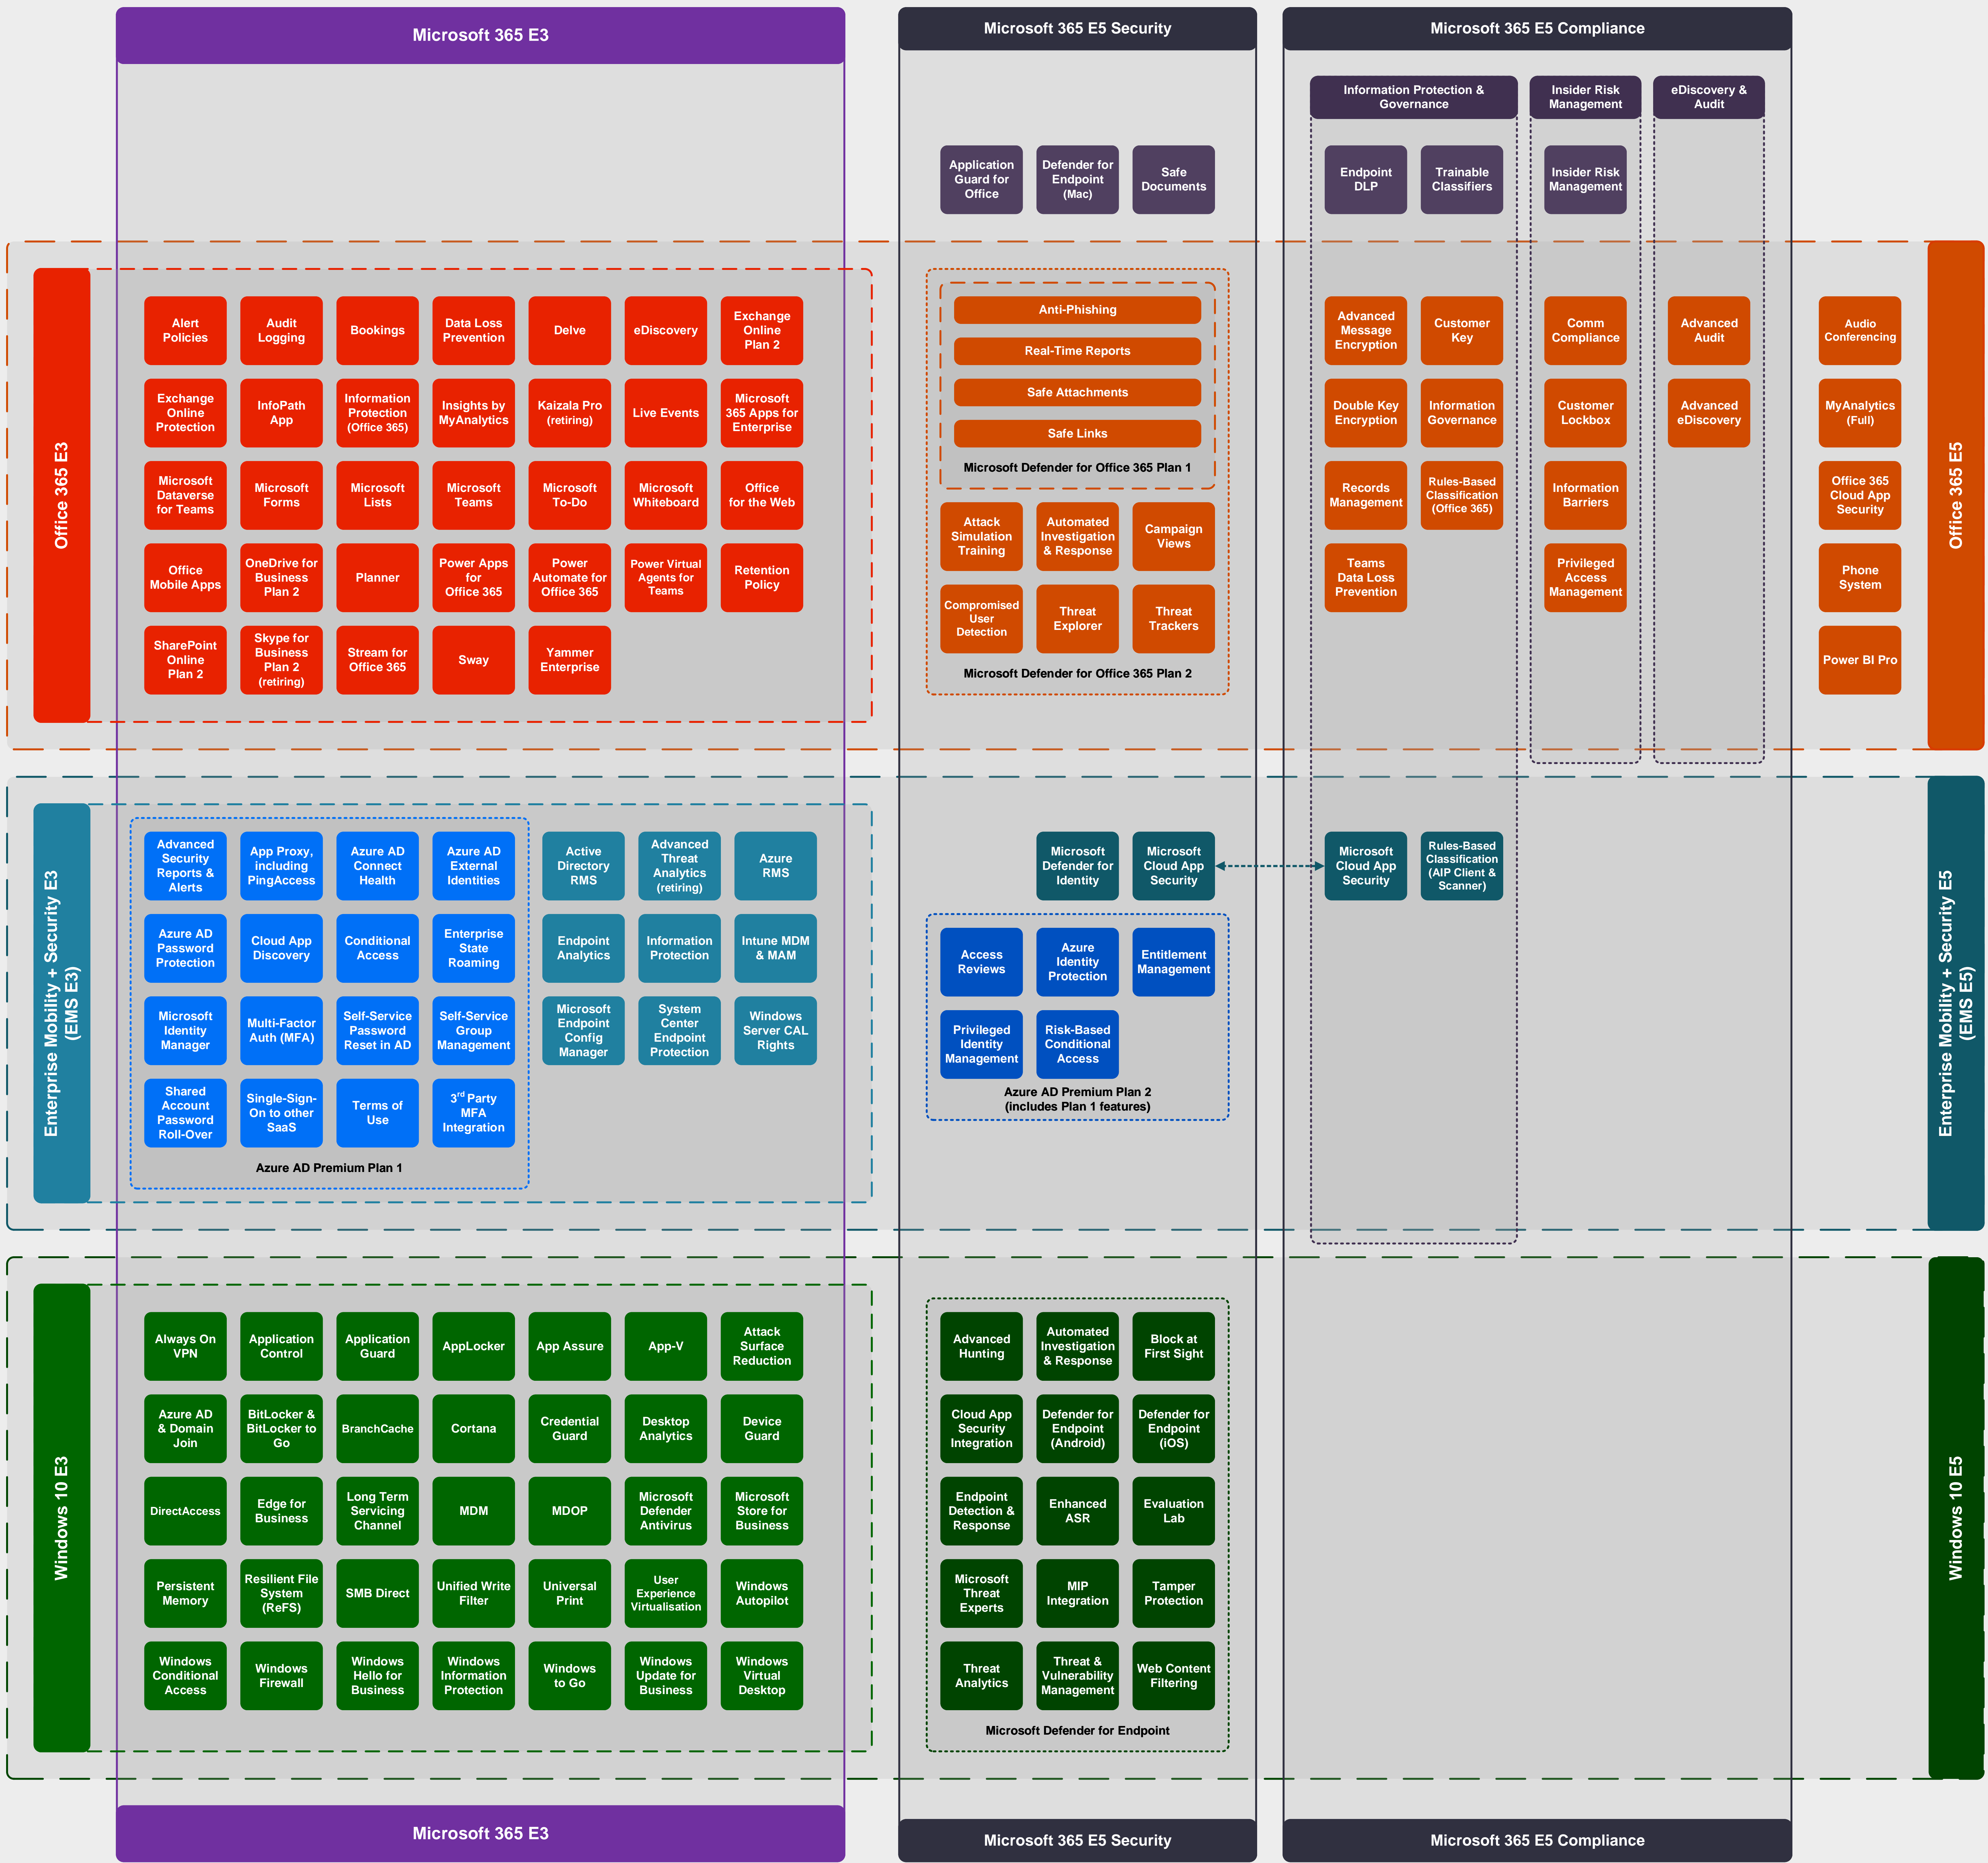 Microsoft 365 E3
Microsoft 365 E5 Security
Microsoft 365 E5 Compliance
Information Protection &
Governance
Insider Risk
Management
eDiscovery &
Audit
Application
Guard for
Office
Defender for
Endpoint
(Mac)
Safe
Documents
Endpoint
DLP
Trainable
Classifiers
Insider Risk
Management
Office 365 E3
Alert
Policies
Audit
Logging
Bookings
Data Loss
Prevention
Delve
eDiscovery
Exchange
Online
Plan 2
Exchange
Online
Protection
InfoPath
App
Information
Protection
(Office 365)
Insights by
MyAnalytics
Kaizala Pro
(retiring)
Live Events
Microsoft
365 Apps for
Enterprise
Microsoft
Dataverse
for Teams
Microsoft
Forms
Microsoft
Lists
Microsoft
Teams
Microsoft
To-Do
Microsoft
Whiteboard
Office
for the Web
Office
Mobile Apps
OneDrive for
Business
Plan 2
Planner
Power Apps
for
Office 365
Power
Automate for
Office 365
Power Virtual
Agents for
Teams
Retention
Policy
SharePoint
Online
Plan 2
Skype for
Business
Plan 2
(retiring)
Stream for
Office 365
Sway
Yammer
Enterprise
Anti-Phishing
Real-Time Reports
Safe Attachments
Safe Links
Microsoft Defender for Office 365 Plan 1
Attack
Simulation
Training
Automated
Investigation
& Response
Campaign
Views
Compromised
User
Detection
Threat
Explorer
Threat
Trackers
Microsoft Defender for Office 365 Plan 2
Advanced
Message
Encryption
Customer
Key
Double Key
Encryption
Information
Governance
Records
Management
Rules-Based
Classification
(Office 365)
Teams
Data Loss
Prevention
Comm
Compliance
Customer
Lockbox
Information
Barriers
Privileged
Access
Management
Advanced
Audit
Advanced
eDiscovery
Audio
Conferencing
MyAnalytics
(Full)
Office 365
Cloud App
Security
Phone
System
Power BI Pro
Office 365 E5
Enterprise Mobility + Security E3
(EMS E3)
Advanced
Security
Reports &
Alerts
App Proxy,
including
PingAccess
Azure AD
Connect
Health
Azure AD
External
Identities
Azure AD
Password
Protection
Cloud App
Discovery
Conditional
Access
Enterprise
State
Roaming
Microsoft
Identity
Manager
Multi-Factor
Auth (MFA)
Self-Service
Password
Reset in AD
Self-Service
Group
Management
Shared
Account
Password
Roll-Over
Single-Sign-
On to other
SaaS
Terms of
Use
3rd Party
MFA
Integration
Azure AD Premium Plan 1
Active
Directory
RMS
Advanced
Threat
Analytics
(retiring)
Azure
RMS
Endpoint
Analytics
Information
Protection
Intune MDM
& MAM
Microsoft
Endpoint
Config
Manager
System
Center
Endpoint
Protection
Windows
Server CAL
Rights
Microsoft
Defender for
Identity
Microsoft
Cloud App
Security
Microsoft
Cloud App
Security
Rules-Based
Classification
(AIP Client &
Scanner)
Access
Reviews
Azure
Identity
Protection
Entitlement
Management
Privileged
Identity
Management
Risk-Based
Conditional
Access
Azure AD Premium Plan 2
(includes Plan 1 features)
Enterprise Mobility + Security E5
(EMS E5)
Windows 10 E3
Always On
VPN
Application
Control
Application
Guard
AppLocker
App Assure
App-V
Attack
Surface
Reduction
Azure AD
& Domain
Join
BitLocker &
BitLocker to
Go
BranchCache
Cortana
Credential
Guard
Desktop
Analytics
Device
Guard
DirectAccess
Edge for
Business
Long Term
Servicing
Channel
MDM
MDOP
Microsoft
Defender
Antivirus
Microsoft
Store for
Business
Persistent
Memory
Resilient File
System
(ReFS)
SMB Direct
Unified Write
Filter
Universal
Print
User
Experience
Virtualisation
Windows
Autopilot
Windows
Conditional
Access
Windows
Firewall
Windows
Hello for
Business
Windows
Information
Protection
Windows
to Go
Windows
Update for
Business
Windows
Virtual
Desktop
Advanced
Hunting
Automated
Investigation
& Response
Block at
First Sight
Cloud App
Security
Integration
Defender for
Endpoint
(Android)
Defender for
Endpoint
(iOS)
Endpoint
Detection &
Response
Enhanced
ASR
Evaluation
Lab
Microsoft
Threat
Experts
MIP
Integration
Tamper
Protection
Threat
Analytics
Threat &
Vulnerability
Management
Web Content
Filtering
Microsoft Defender for Endpoint
Windows 10 E5
Microsoft 365 E3
Microsoft 365 E5 Security
Microsoft 365 E5 Compliance